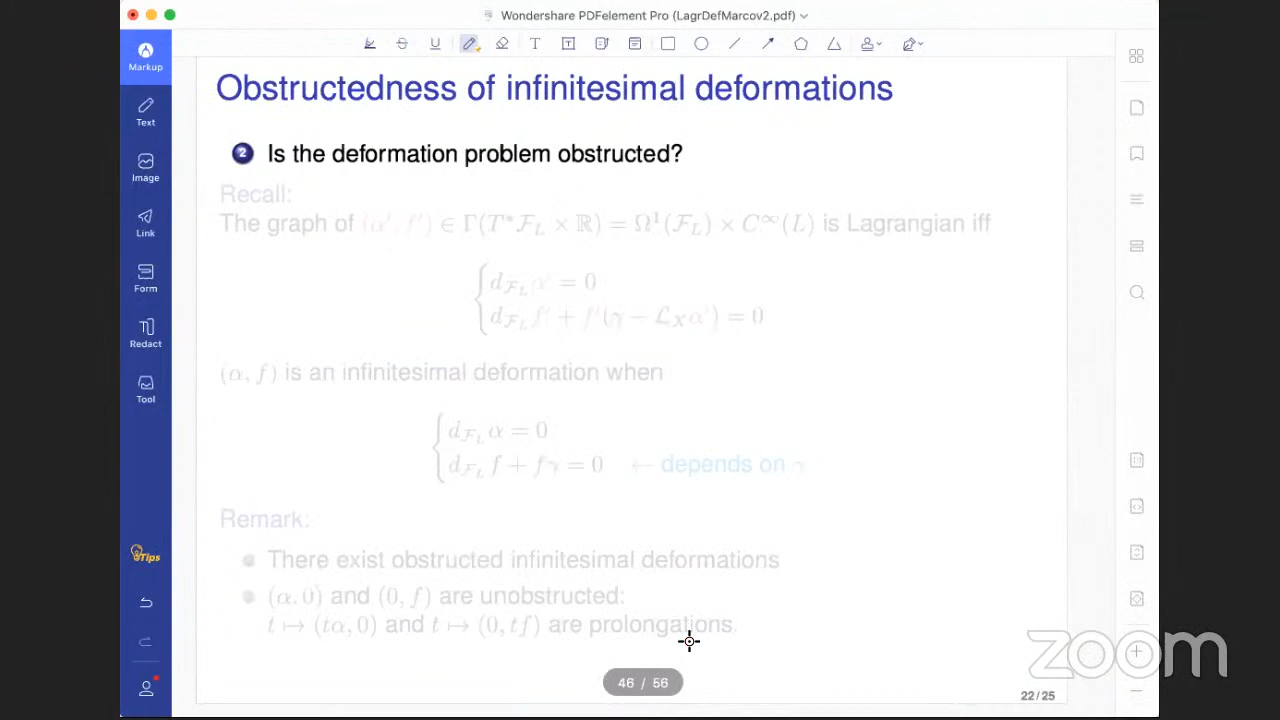 Wondershare PDFelement Pro (LagrDefMarcov2.pdf)
Markup
Text
Image
Link
Form
Redact
Tool
Tips
Obstructedness of infinitesimal deformations
2 Is the deformation problem obstructed?
Recall:
The graph of (α′, f′) ∈ Γ(T*F_L × ℝ) = Ω¹(F_L) × C^∞(L) is Lagrangian iff
d_{F_L} α′ = 0
d_{F_L} f′ + f′(γ − ℒ_X α′) = 0
(α, f) is an infinitesimal deformation when
d_{F_L} α = 0
d_{F_L} f + fγ = 0 ← depends on γ
Remark:
There exist obstructed infinitesimal deformations
(α, 0) and (0, f) are unobstructed:
t ↦ (tα, 0) and t ↦ (0, tf) are prolongations.
46 / 56
22/25
zoom